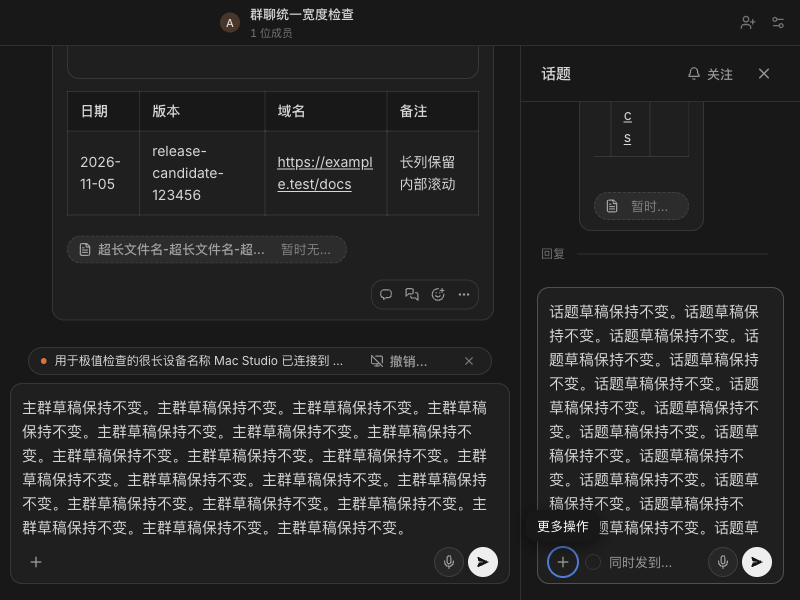 A
群聊统一宽度检查
1 位成员
日期
版本
域名
备注
2026-
11-05
release-
candidate-
123456
https://exampl
e.test/docs
长列保留
内部滚动
超长文件名-超长文件名-超...
暂时无...
用于极值检查的很长设备名称 Mac Studio 已连接到 ...
撤销...
主群草稿保持不变。主群草稿保持不变。主群草稿保持不变。主群草稿
保持不变。主群草稿保持不变。主群草稿保持不变。主群草稿保持不
变。主群草稿保持不变。主群草稿保持不变。主群草稿保持不变。主群
草稿保持不变。主群草稿保持不变。主群草稿保持不变。主群草稿保持
不变。主群草稿保持不变。主群草稿保持不变。主群草稿保持不变。主
群草稿保持不变。主群草稿保持不变。主群草稿保持不变。
话题
关注
c
s
暂时...
回复
话题草稿保持不变。话题草稿保
持不变。话题草稿保持不变。话
题草稿保持不变。话题草稿保持
不变。话题草稿保持不变。话题
草稿保持不变。话题草稿保持不
变。话题草稿保持不变。话题草
稿保持不变。话题草稿保持不
变。话题草稿保持不变。话题草
稿保持不变。话题草稿保持不
题草稿保持不变。话题草
更多操作
同时发到...